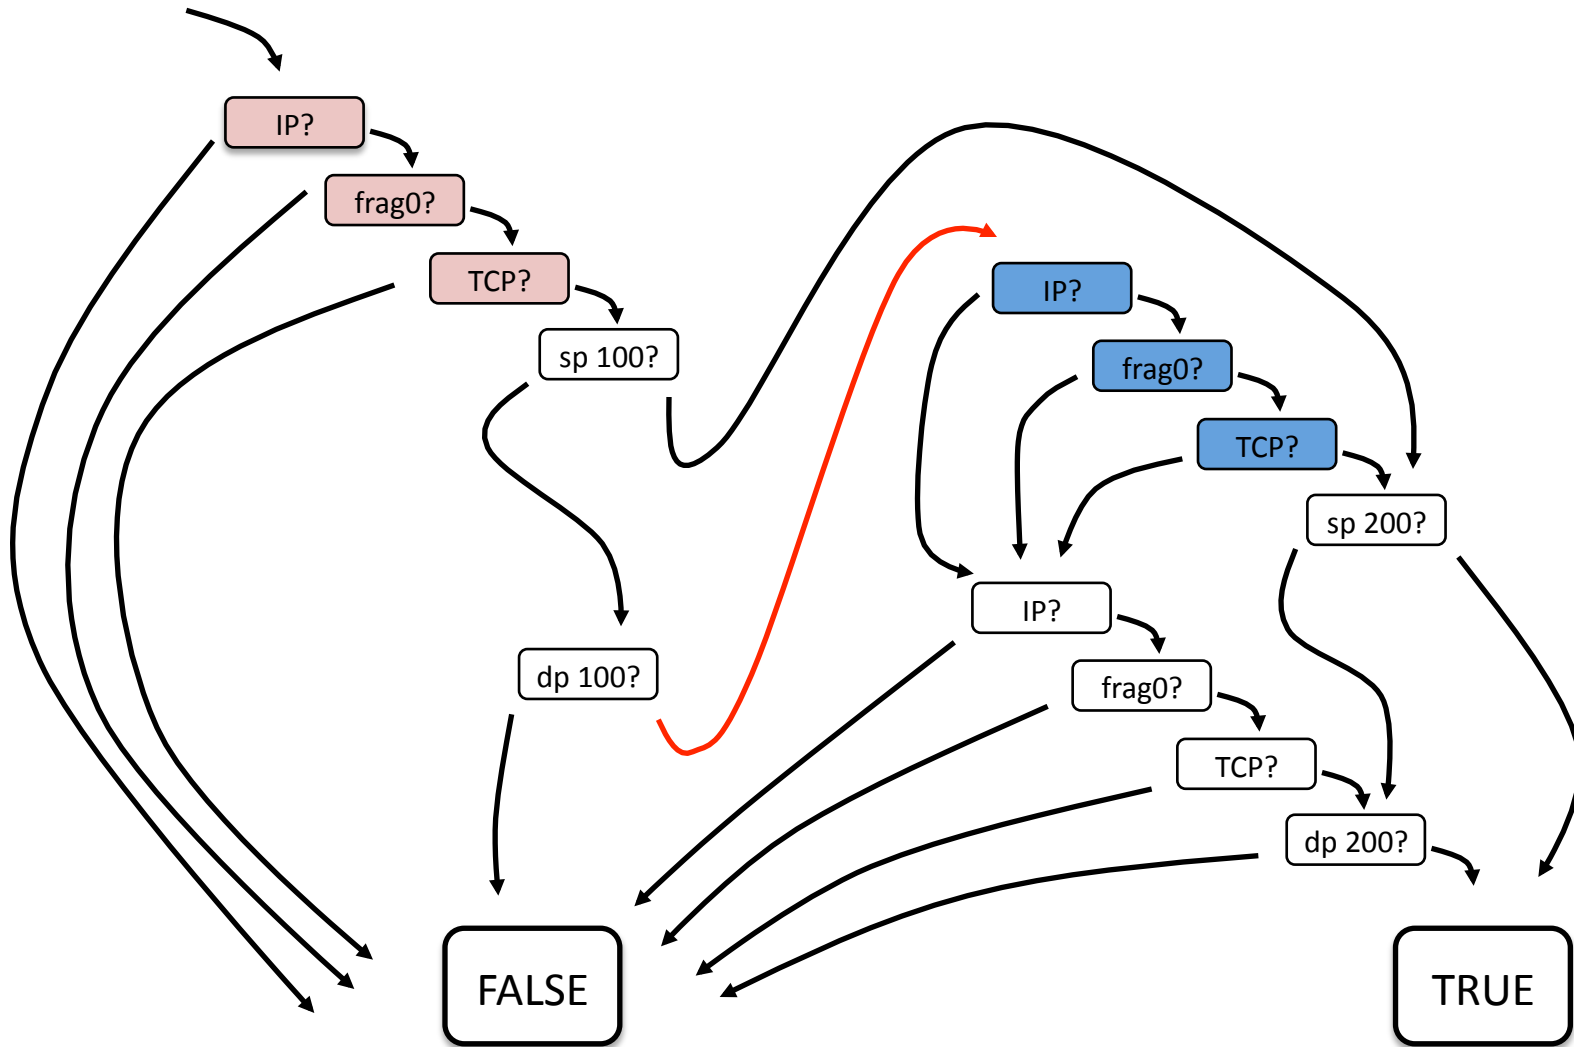 IP?
frag0?
TCP?
sp 100?
dp 100?
IP?
frag0?
TCP?
sp 200?
IP?
frag0?
TCP?
dp 200?
FALSE
TRUE